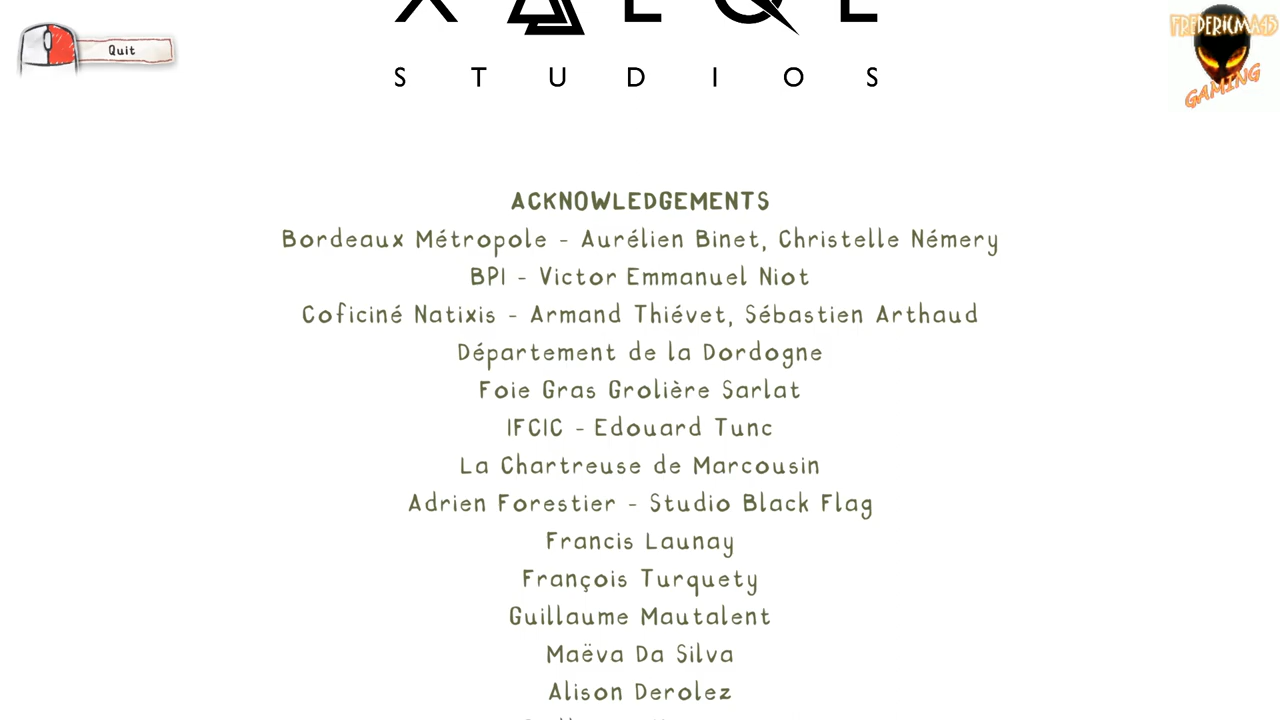 Quit
FREDERICMA45
GAMING
STUDIOS
ACKNOWLEDGEMENTS
Bordeaux Métropole - Aurélien Binet, Christelle Némery
BPI - Victor Emmanuel Niot
Coficiné Natixis - Armand Thiévet, Sébastien Arthaud
Département de la Dordogne
Foie Gras Grolière Sarlat
IFCIC - Edouard Tunc
La Chartreuse de Marcousin
Adrien Forestier - Studio Black Flag
Francis Launay
François Turquety
Guillaume Mautalent
Maëva Da Silva
Alison Derolez